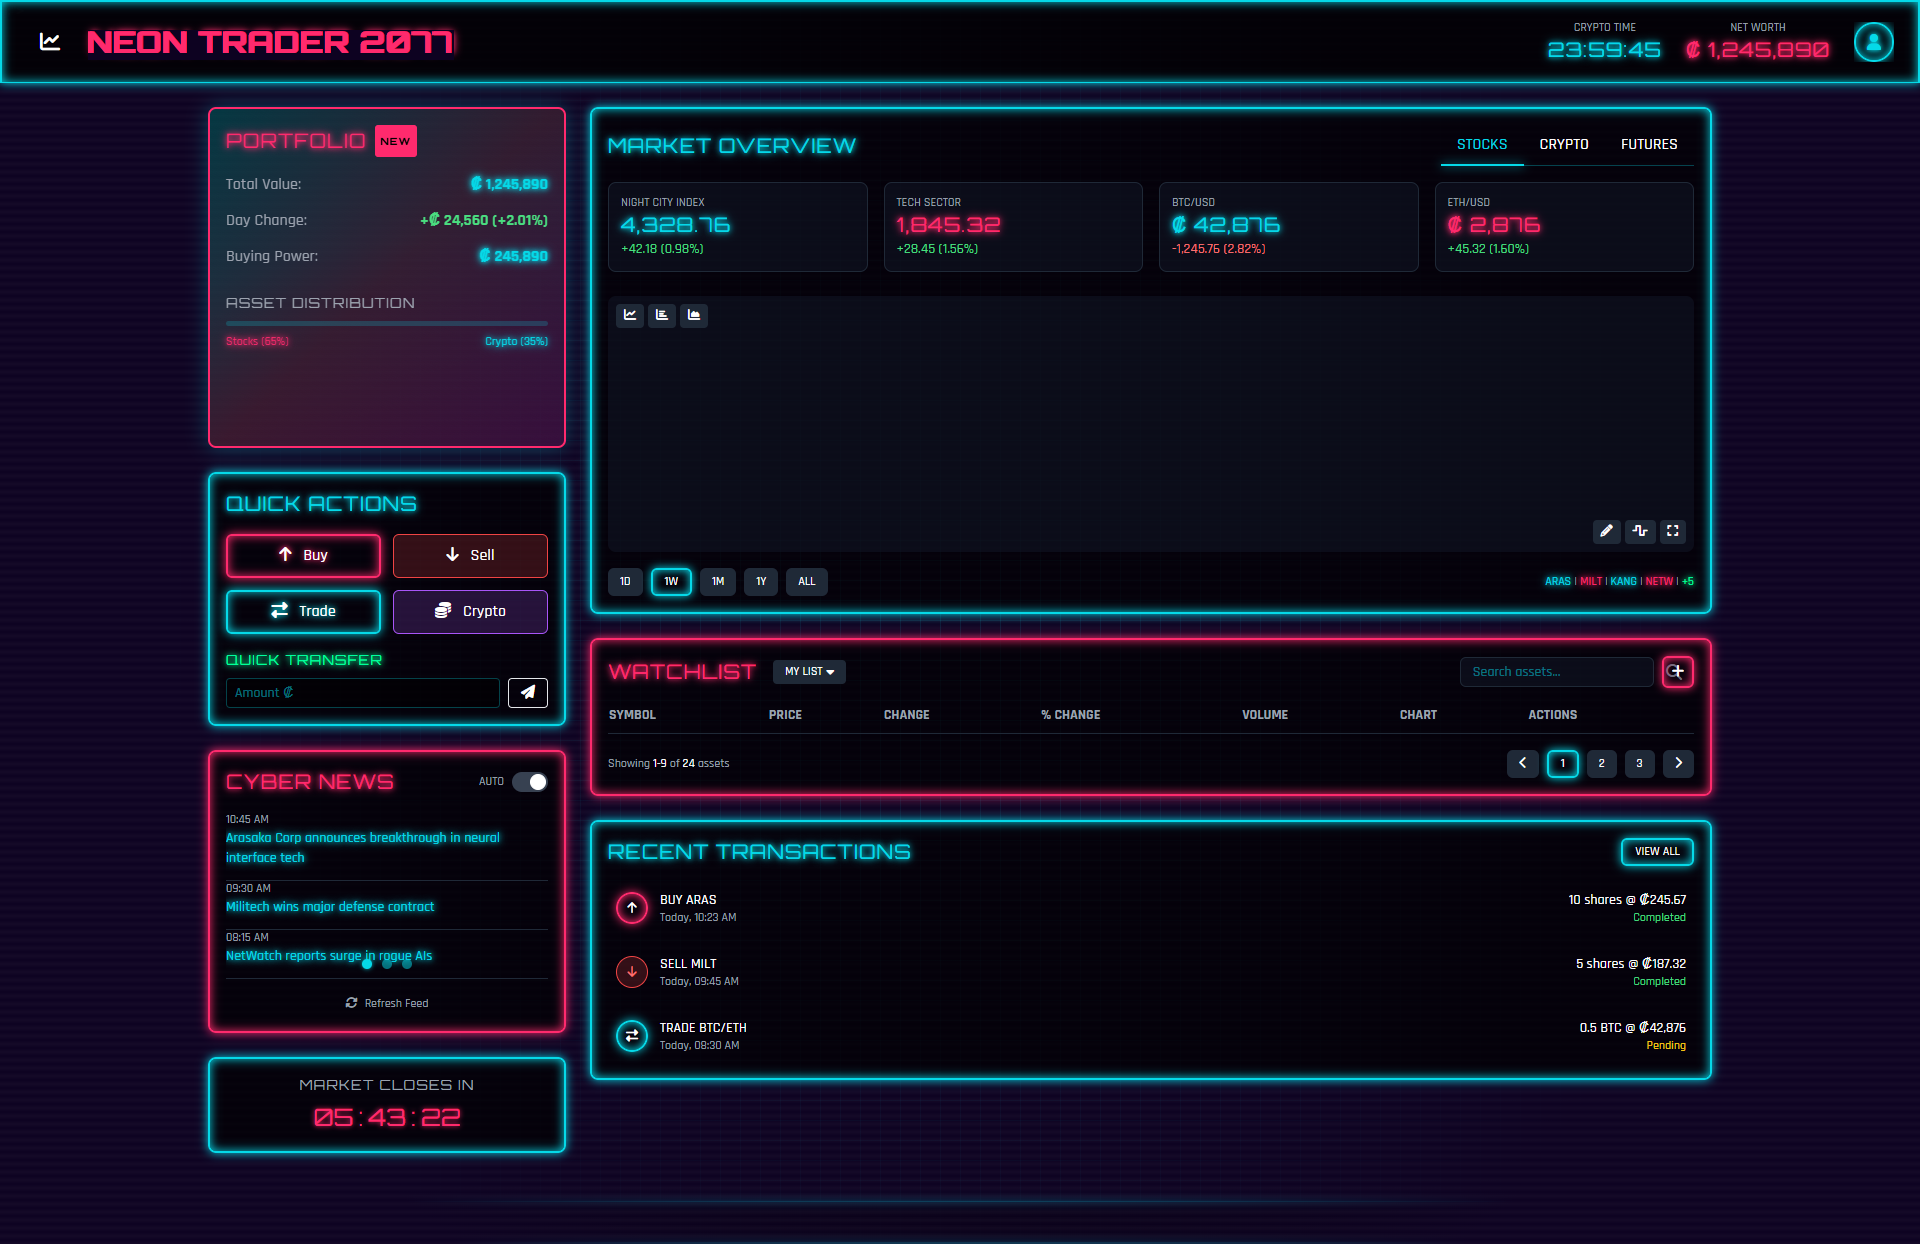 NEON TRADER 2077
CRYPTO TIME
23:59:45
NET WORTH
₡ 1,245,890
PORTFOLIO NEW
Total Value: ₡ 1,245,890
Day Change: +₡ 24,560 (+2.01%)
Buying Power: ₡ 245,890
ASSET DISTRIBUTION
Stocks (65%) Crypto (35%)
QUICK ACTIONS
Buy Sell
Trade Crypto
QUICK TRANSFER
Amount ₡
CYBER NEWS AUTO
10:45 AM
Arasaka Corp announces breakthrough in neural
interface tech
09:30 AM
Militech wins major defense contract
08:15 AM
NetWatch reports surge in rogue AIs
Refresh Feed
MARKET CLOSES IN
05:43:22
MARKET OVERVIEW STOCKS CRYPTO FUTURES
NIGHT CITY INDEX
4,328.76
+42.18 (0.98%)
TECH SECTOR
1,845.32
+28.45 (1.56%)
BTC/USD
₡ 42,876
-1,245.76 (2.82%)
ETH/USD
₡ 2,876
+45.32 (1.60%)
1D 1W 1M 1Y ALL ARAS | MILT | KANG | NETW | +5
WATCHLIST MY LIST Search assets...
SYMBOL PRICE CHANGE % CHANGE VOLUME CHART ACTIONS
Showing 1-9 of 24 assets 1 2 3
RECENT TRANSACTIONS VIEW ALL
BUY ARAS 10 shares @ ₡245.67
Today, 10:23 AM Completed
SELL MILT 5 shares @ ₡187.32
Today, 09:45 AM Completed
TRADE BTC/ETH 0.5 BTC @ ₡42,876
Today, 08:30 AM Pending